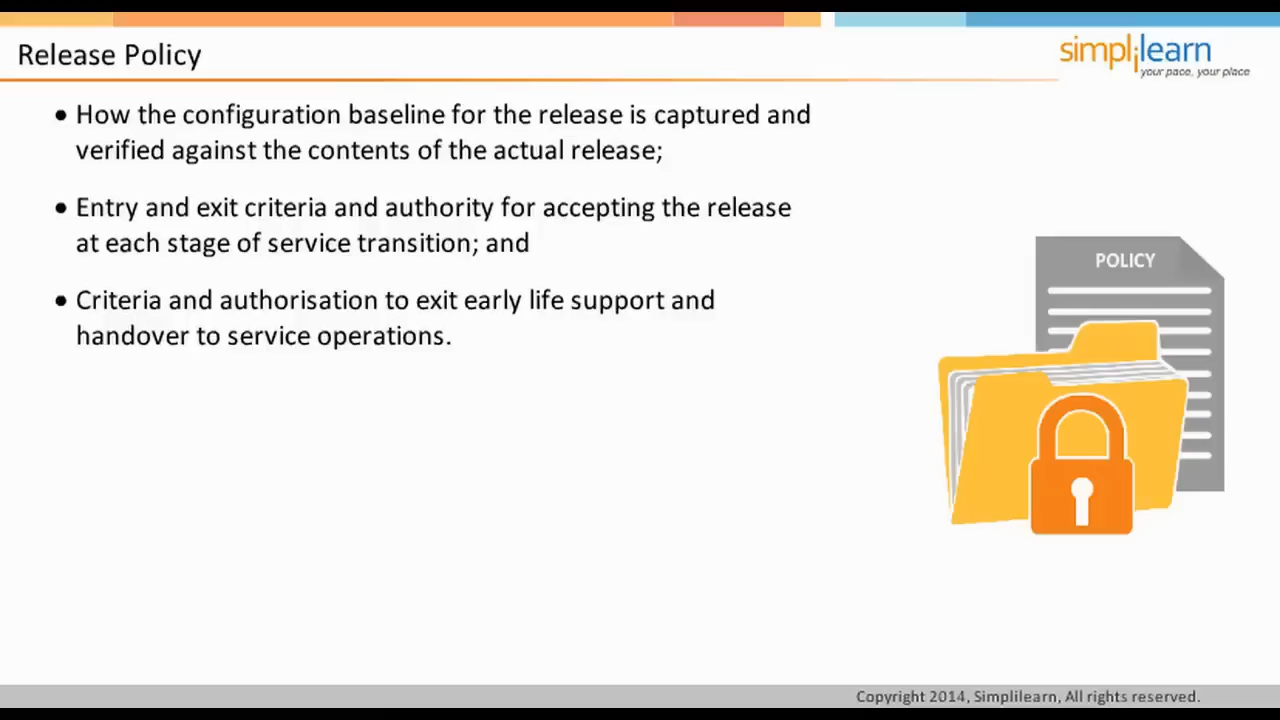 Release Policy
simplilearn
your pace, your place
• How the configuration baseline for the release is captured and
verified against the contents of the actual release;
• Entry and exit criteria and authority for accepting the release
at each stage of service transition; and
• Criteria and authorisation to exit early life support and
handover to service operations.
POLICY
Copyright 2014, Simplilearn, All rights reserved.